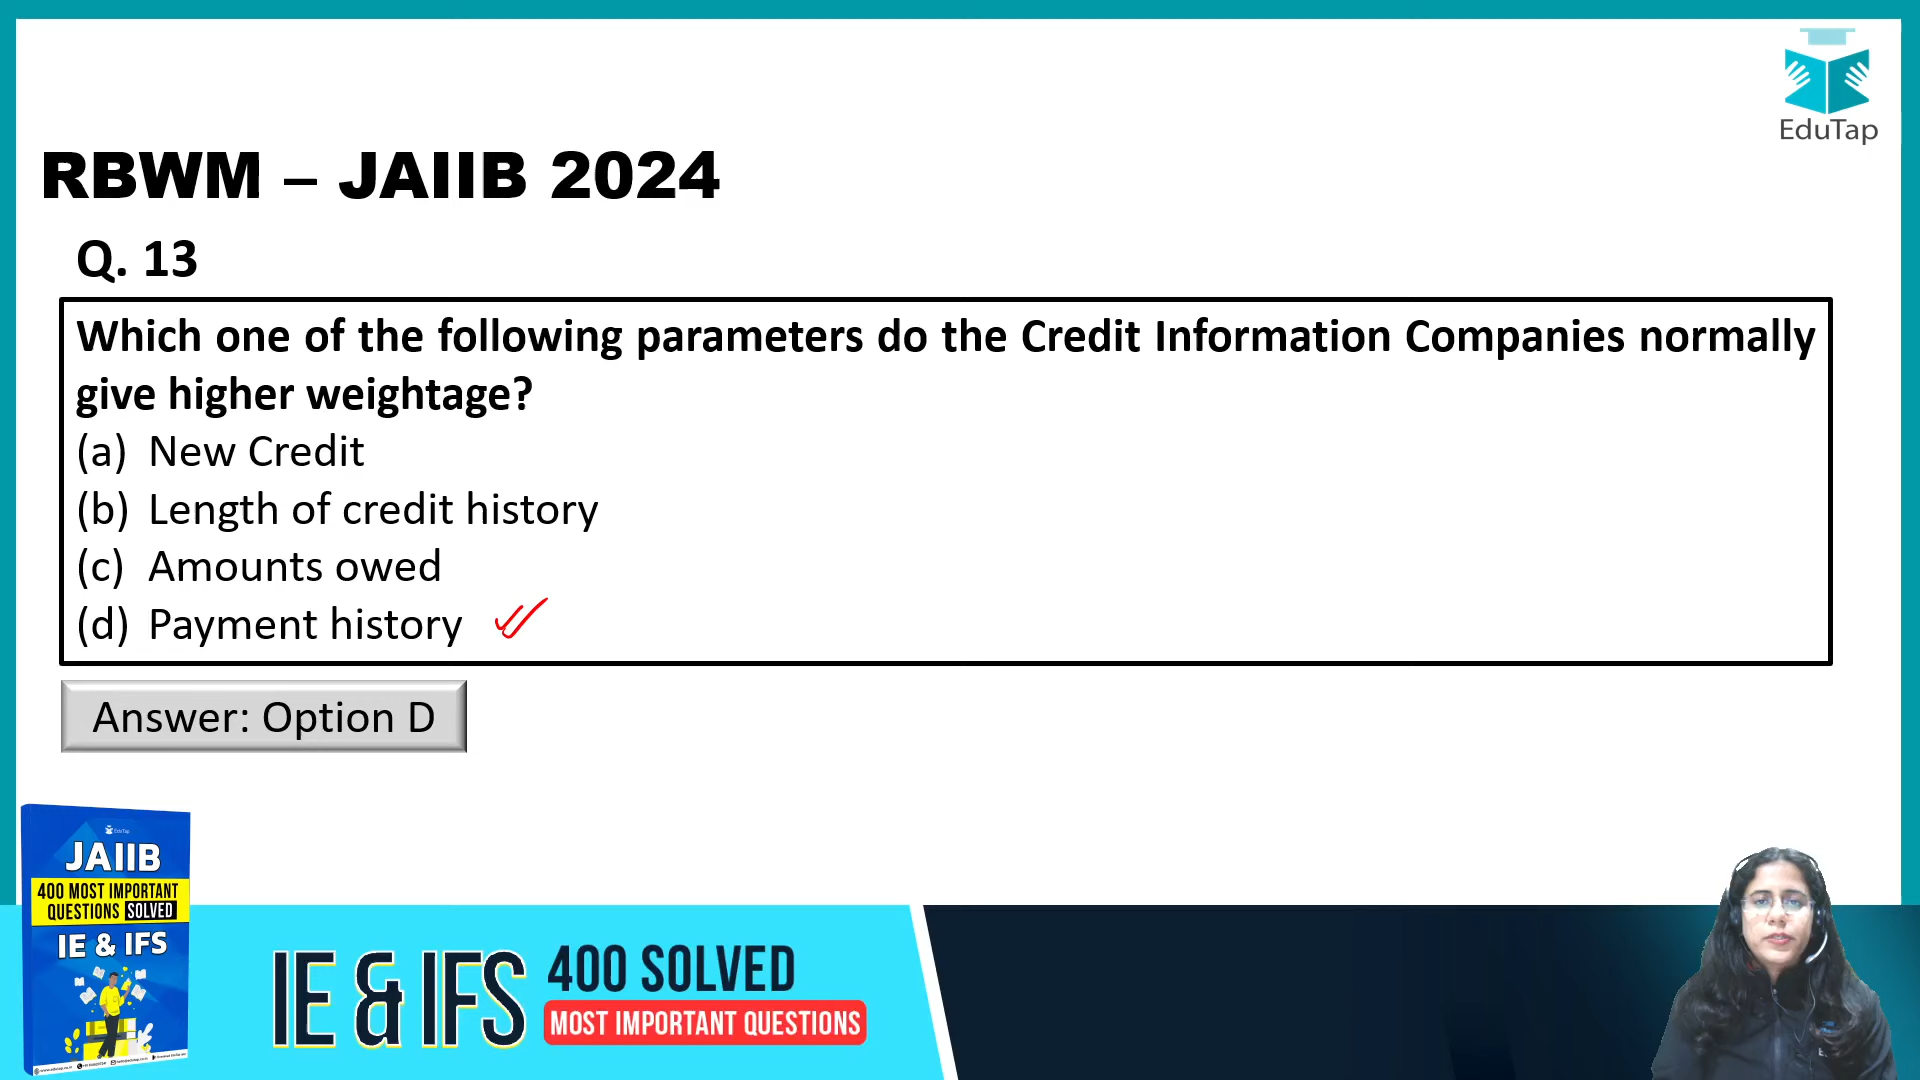 EduTap
RBWM – JAIIB 2024
Q. 13
Which one of the following parameters do the Credit Information Companies normally
give higher weightage?
(a) New Credit
(b) Length of credit history
(c) Amounts owed
(d) Payment history
Answer: Option D
EduTap
JAIIB
400 MOST IMPORTANT
QUESTIONS SOLVED
IE & IFS
IE & IFS
400 SOLVED
MOST IMPORTANT QUESTIONS